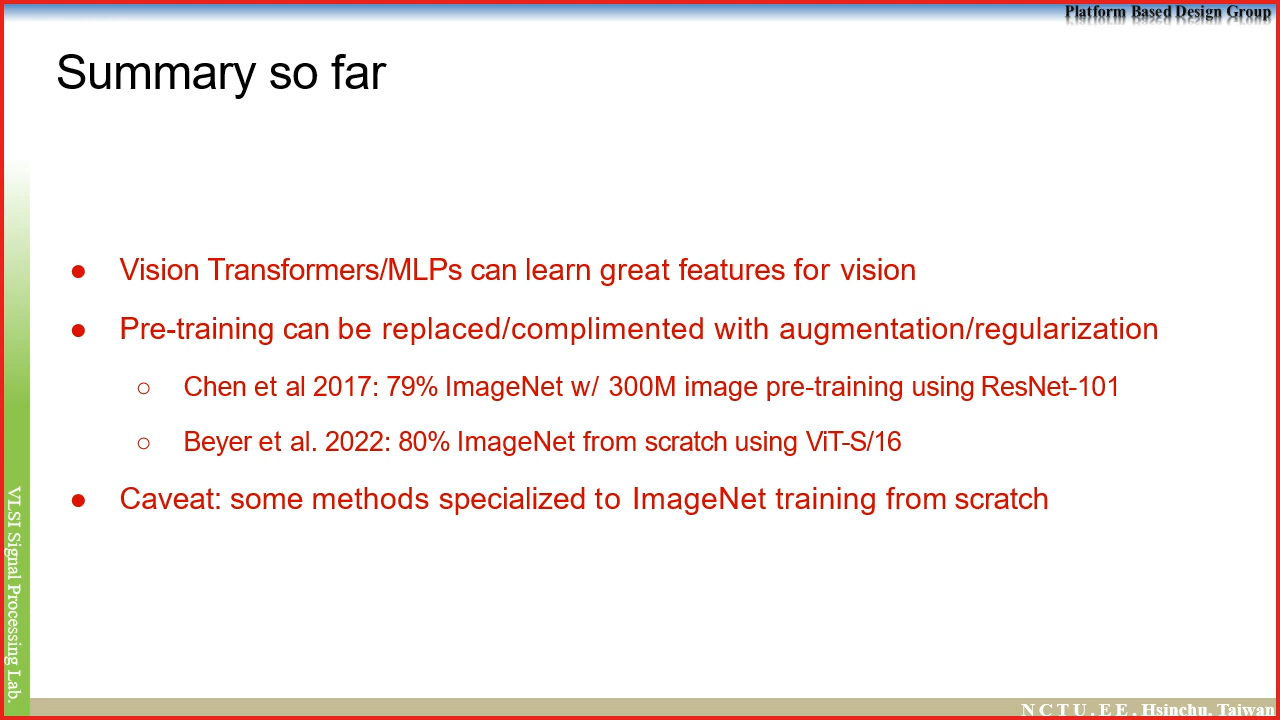 Platform Based Design Group
Summary so far
● Vision Transformers/MLPs can learn great features for vision
● Pre-training can be replaced/complimented with augmentation/regularization
○ Chen et al 2017: 79% ImageNet w/ 300M image pre-training using ResNet-101
○ Beyer et al. 2022: 80% ImageNet from scratch using ViT-S/16
● Caveat: some methods specialized to ImageNet training from scratch
VLSI Signal Processing Lab.
N C T U . E E , Hsinchu, Taiwan